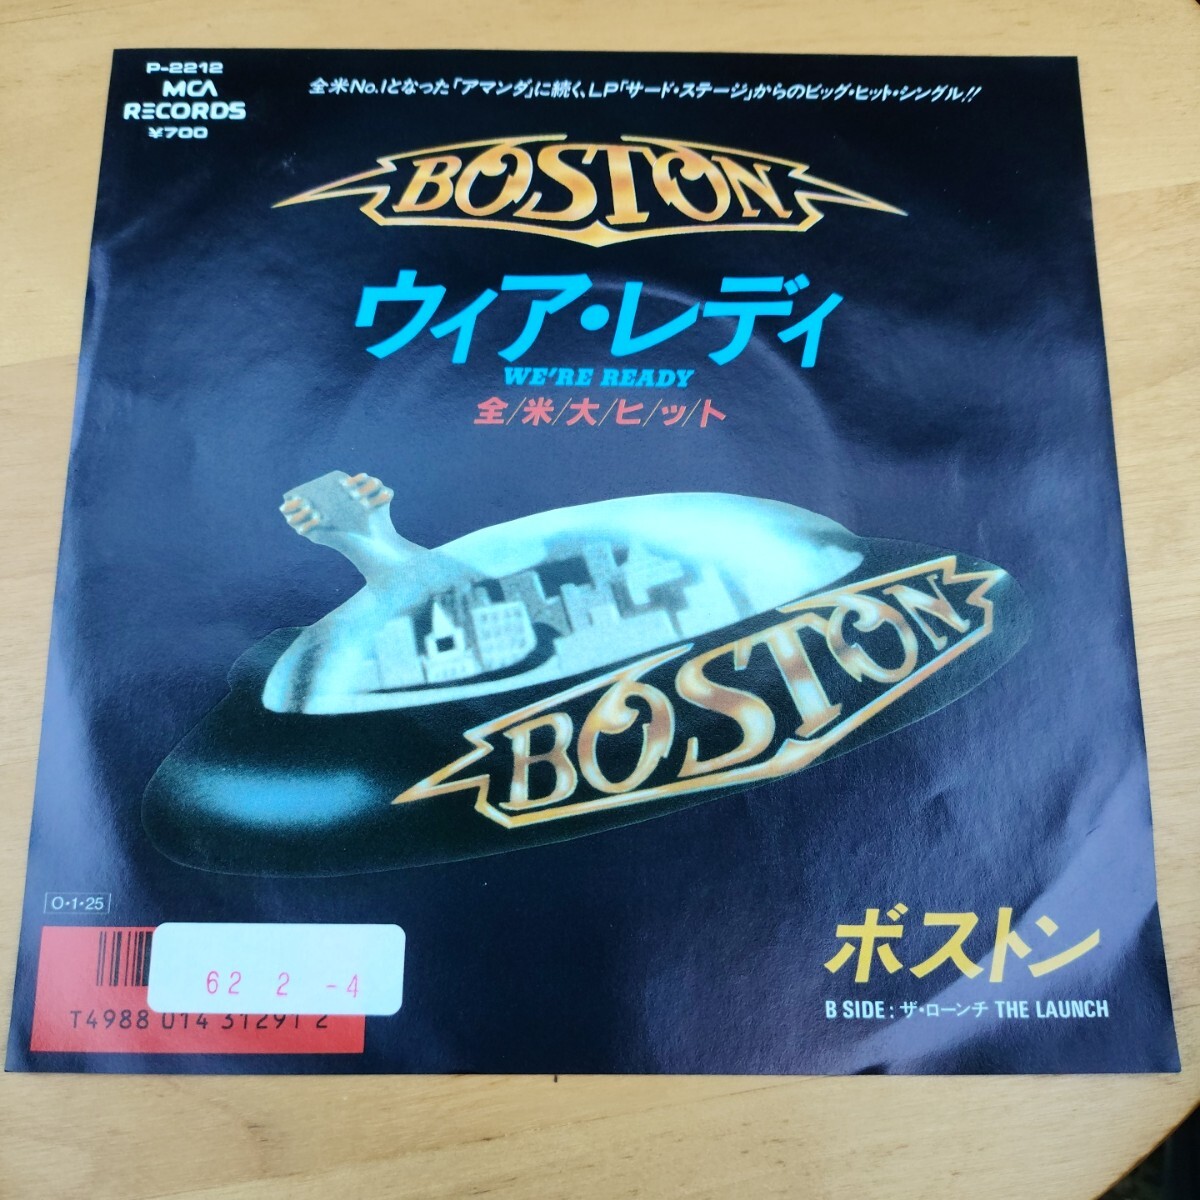 P-2212
MCA
RECORDS
¥700
全米No.1となった「アマンダ」に続く、LP「サード・ステージ」からのビッグ・ヒット・シングル!!
BOSTON
ウィア・レディ
WE'RE READY
全/米/大/ヒ/ッ/ト
BOSTON
O・1・25
62 2 -4
T4988 014 31291 2
ボストン
B SIDE : ザ・ローンチ THE LAUNCH